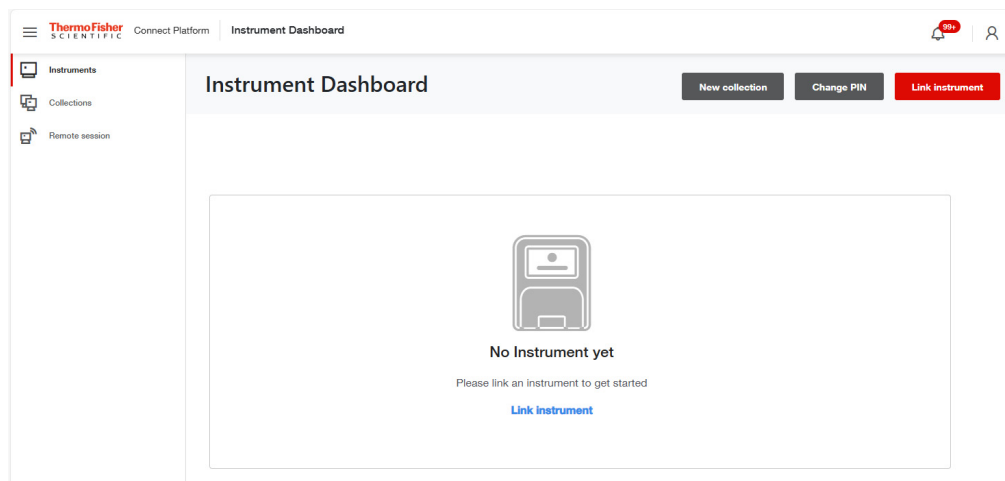 ThermoFisher
SCIENTIFIC
Connect Platform
Instrument Dashboard
99+
Instruments
Collections
Remote session
Instrument Dashboard
New collection
Change PIN
Link instrument
No Instrument yet
Please link an instrument to get started
Link instrument